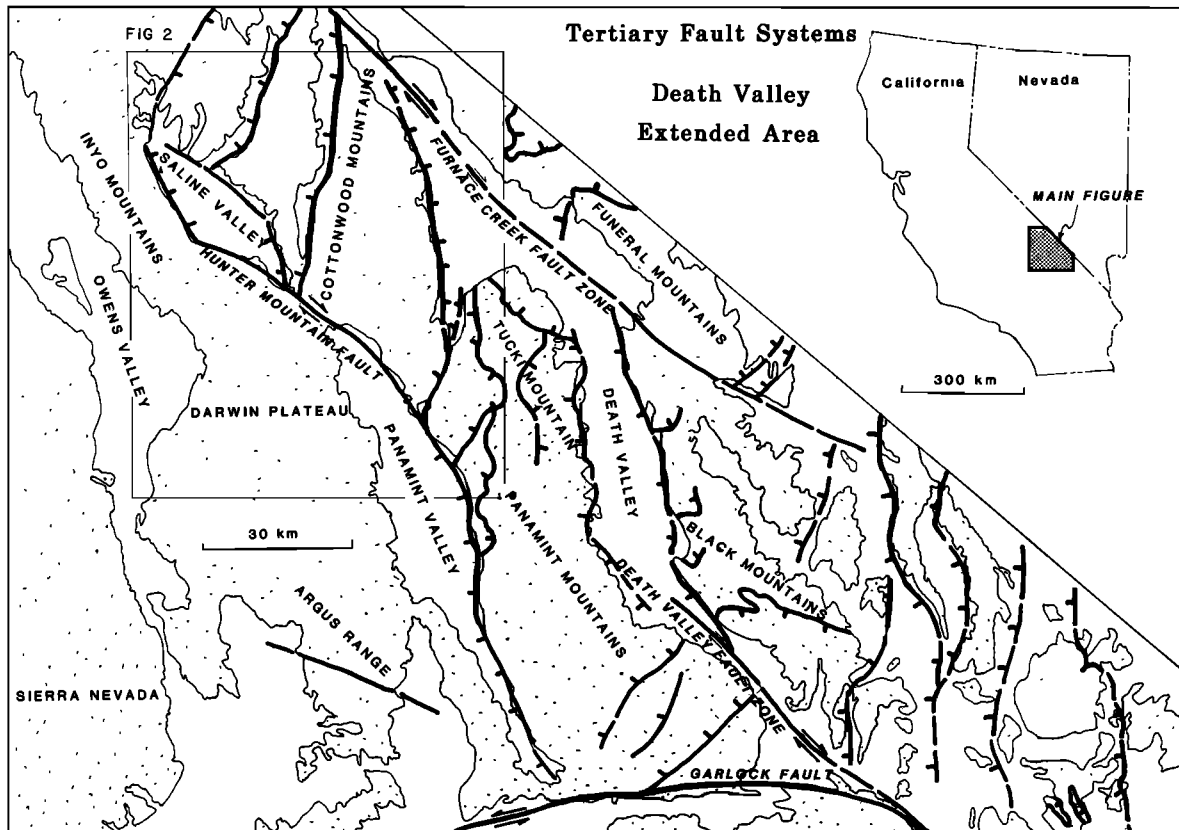 FIG 2
Tertiary Fault Systems
Death Valley
Extended Area
California
Nevada
MAIN FIGURE
300 km
INYO MOUNTAINS
SALINE VALLEY
COTTONWOOD MOUNTAINS
FURNACE CREEK FAULT ZONE
FUNERAL MOUNTAINS
OWENS VALLEY
HUNTER MOUNTAIN FAULT
TUCKI MOUNTAIN
DEATH VALLEY
DARWIN PLATEAU
PANAMINT VALLEY
30 km
PANAMINT MOUNTAINS
BLACK MOUNTAINS
DEATH VALLEY FAULT ZONE
ARGUS RANGE
SIERRA NEVADA
GARLOCK FAULT